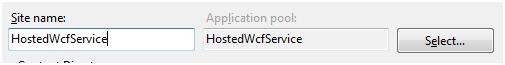 Site name: Application pool:
HostedWcfService HostedWcfService Select...